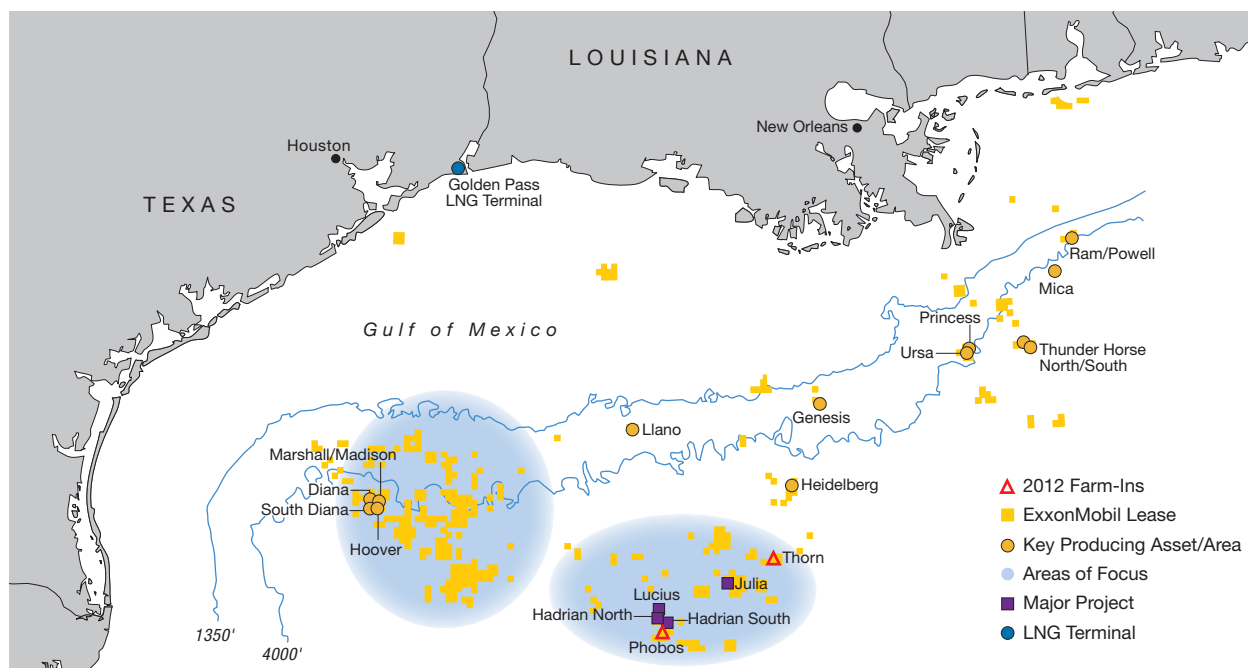 LOUISIANA
New Orleans
Houston
Golden Pass
LNG Terminal
TEXAS
Ram/Powell
Mica
Gulf of Mexico
Princess
Ursa
Thunder Horse
North/South
Genesis
Llano
Marshall/Madison
Diana
South Diana
Hoover
Heidelberg
Thorn
Julia
Lucius
Hadrian North
Hadrian South
Phobos
1350'
4000'
2012 Farm-Ins
ExxonMobil Lease
Key Producing Asset/Area
Areas of Focus
Major Project
LNG Terminal